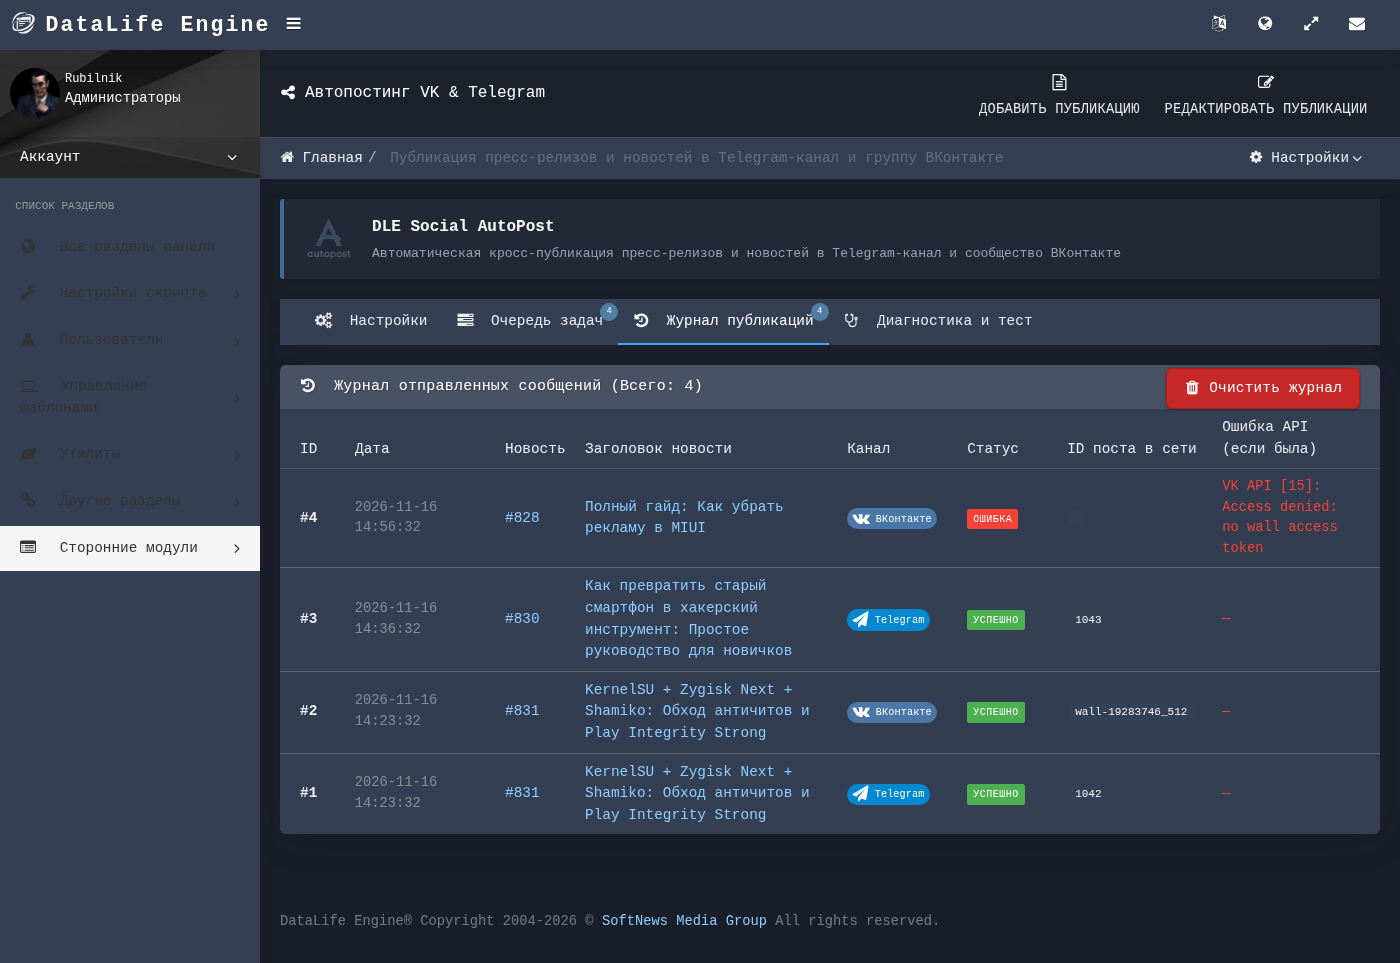 DataLife Engine
Rubilnik
Администраторы
Аккаунт
СПИСОК РАЗДЕЛОВ
Все разделы панели
Настройки скрипта
Пользователи
Управление
шаблонами
Утилиты
Другие разделы
Сторонние модули
Автопостинг VK & Telegram
ДОБАВИТЬ ПУБЛИКАЦИЮ
РЕДАКТИРОВАТЬ ПУБЛИКАЦИИ
Главная / Публикация пресс-релизов и новостей в Telegram-канал и группу ВКонтакте
Настройки
autopost
DLE Social AutoPost
Автоматическая кросс-публикация пресс-релизов и новостей в Telegram-канал и сообщество ВКонтакте
Настройки
Очередь задач 4
Журнал публикаций 4
Диагностика и тест
Журнал отправленных сообщений (Всего: 4)
Очистить журнал
ID Дата Новость Заголовок новости Канал Статус ID поста в сети Ошибка API
(если была)
#4
2026-11-16
14:56:32
#828
Полный гайд: Как убрать
рекламу в MIUI
ВКонтакте
ОШИБКА
VK API [15]:
Access denied:
no wall access
token
#3
2026-11-16
14:36:32
#830
Как превратить старый
смартфон в хакерский
инструмент: Простое
руководство для новичков
Telegram
УСПЕШНО
1043
—
#2
2026-11-16
14:23:32
#831
KernelSU + Zygisk Next +
Shamiko: Обход античитов и
Play Integrity Strong
ВКонтакте
УСПЕШНО
wall-19283746_512
—
#1
2026-11-16
14:23:32
#831
KernelSU + Zygisk Next +
Shamiko: Обход античитов и
Play Integrity Strong
Telegram
УСПЕШНО
1042
—
DataLife Engine® Copyright 2004-2026 © SoftNews Media Group All rights reserved.